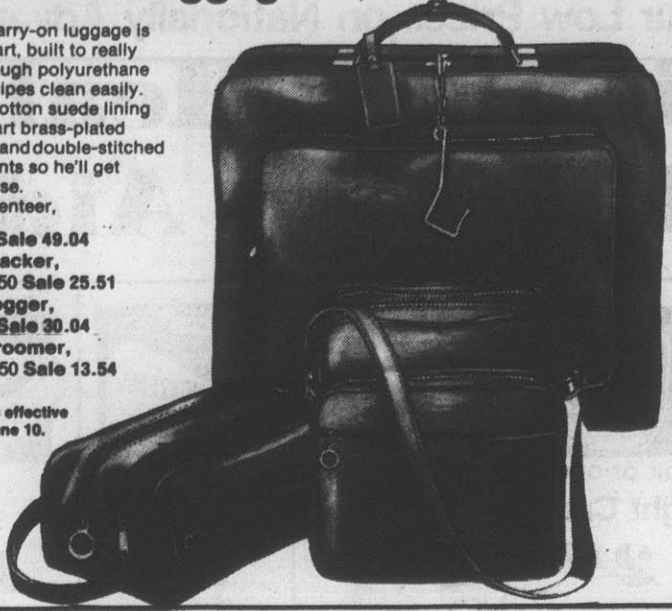 arry-on luggage is
art, built to really
ugh polyurethane
ipes clean easily.
otton suede lining
art brass-plated
and double-stitched
nts so he'll get
se.
enteer,
Sale 49.04
acker,
50 Sale 25.51
ogger,
Sale 30.04
roomer,
50 Sale 13.54
effective
ne 10.